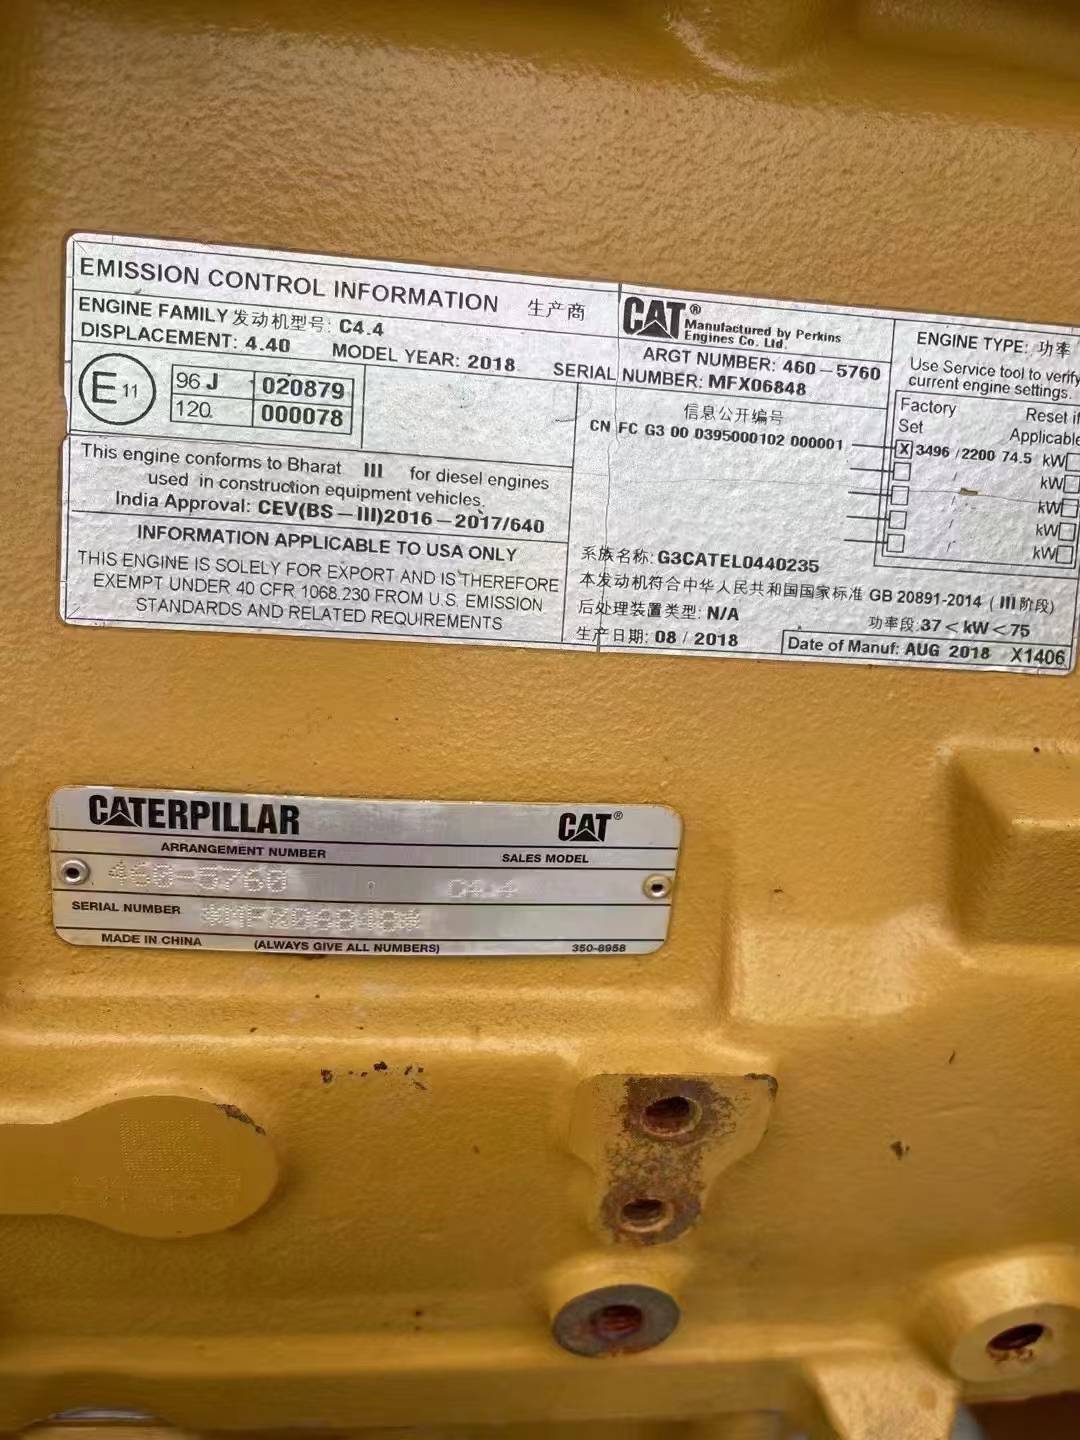 EMISSION CONTROL INFORMATION 生产商
ENGINE FAMILY 发动机型号: C4.4
DISPLACEMENT: 4.40 MODEL YEAR: 2018
CAT® Manufactured by Perkins
Engines Co. Ltd.
ARGT NUMBER: 460-5760
SERIAL NUMBER: MFX06848
E 11
96 J 020879
120 000078
This engine conforms to Bharat III for diesel engines
used in construction equipment vehicles.
India Approval: CEV(BS-III)2016-2017/640
INFORMATION APPLICABLE TO USA ONLY
THIS ENGINE IS SOLELY FOR EXPORT AND IS THEREFORE
EXEMPT UNDER 40 CFR 1068.230 FROM U.S. EMISSION
STANDARDS AND RELATED REQUIREMENTS
信息公开编号
CN FC G3 00 0395000102 000001
系族名称: G3CATEL0440235
本发动机符合中华人民共和国国家标准 GB 20891-2014 (III阶段)
后处理装置类型: N/A
功率段: 37<kW<75
生产日期: 08 / 2018
Date of Manuf: AUG 2018 X1406
ENGINE TYPE: 功率
Use Service tool to verify
current engine settings.
Factory
Set
Reset if
Applicable
X 3496 / 2200 74.5 kW
/ kW
/ kW
/ kW
/ kW
CATERPILLAR CAT®
ARRANGEMENT NUMBER SALES MODEL
460-5760 C4.4
SERIAL NUMBER
MADE IN CHINA (ALWAYS GIVE ALL NUMBERS) 350-8958